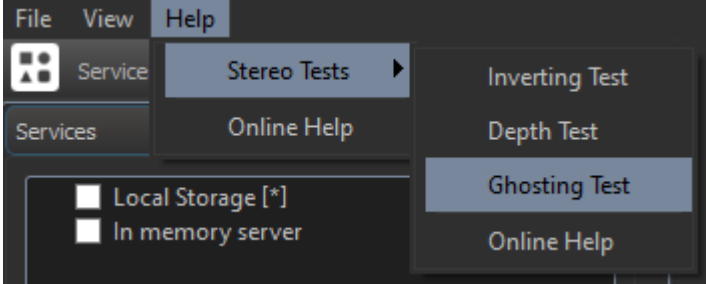 File View Help
Service
Stereo Tests
Inverting Test
Services
Online Help
Depth Test
Local Storage [*]
Ghosting Test
In memory server
Online Help